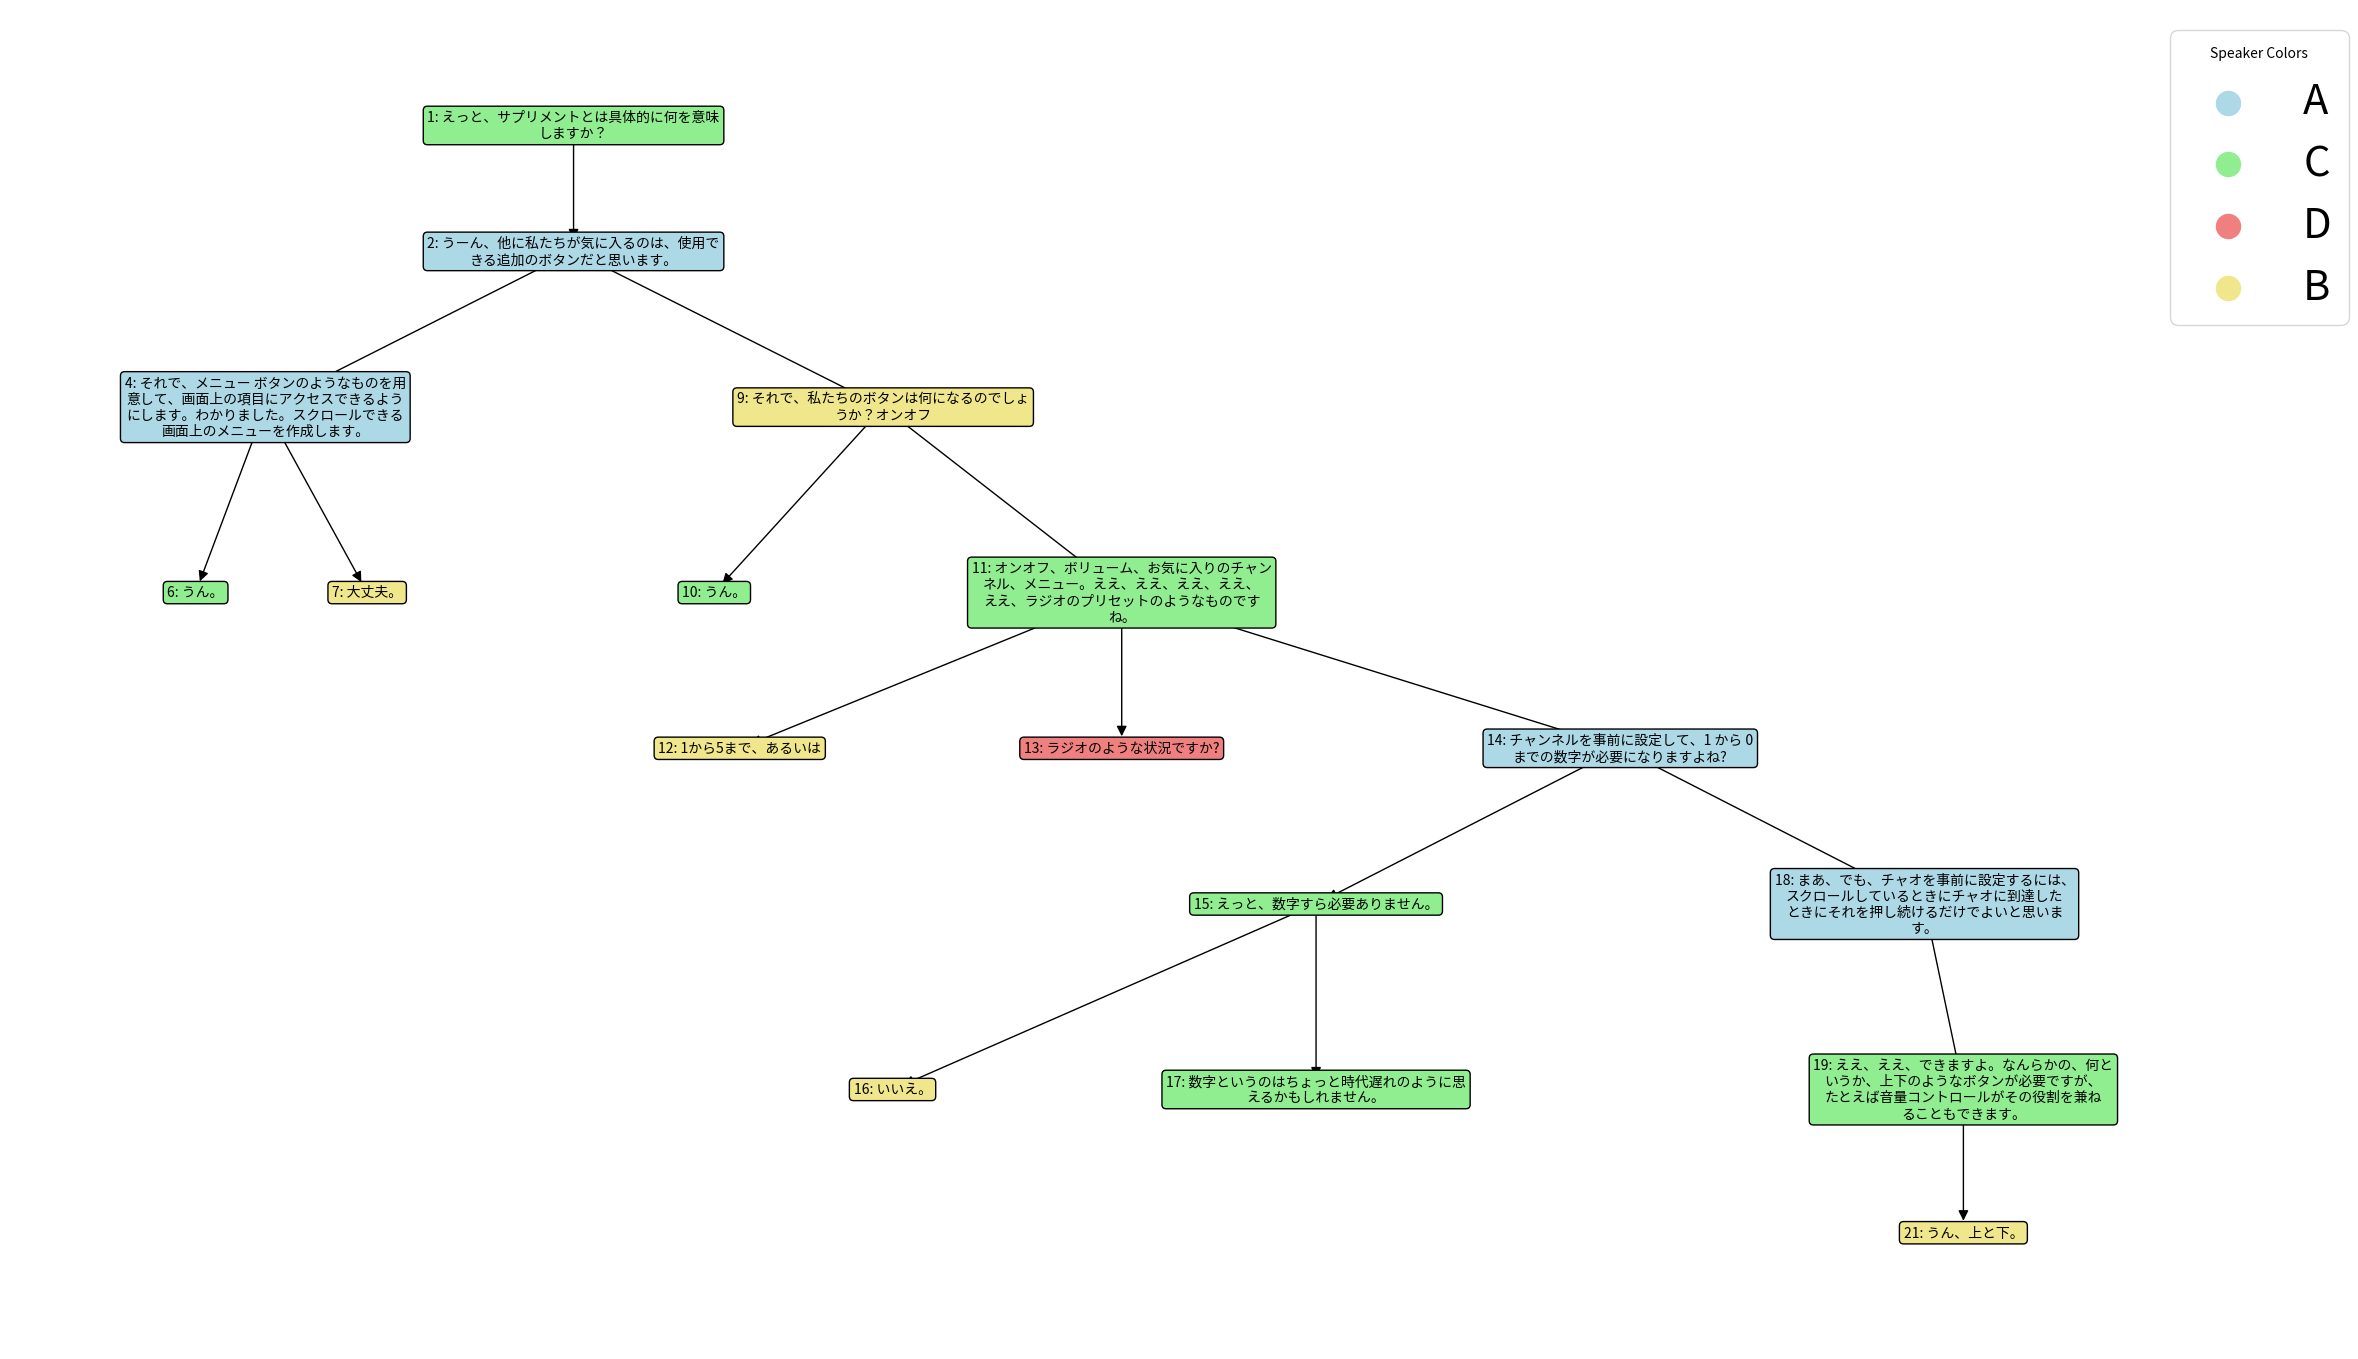 Speaker Colors
A
C
D
B
1: えっと、サプリメントとは具体的に何を意味
しますか？
2: うーん、他に私たちが気に入るのは、使用で
きる追加のボタンだと思います。
4: それで、メニュー ボタンのようなものを用
意して、画面上の項目にアクセスできるよう
にします。わかりました。スクロールできる
画面上のメニューを作成します。
9: それで、私たちのボタンは何になるのでしょ
うか？オンオフ
6: うん。
7: 大丈夫。
10: うん。
11: オンオフ、ボリューム、お気に入りのチャン
ネル、メニュー。ええ、ええ、ええ、ええ、
ええ、ラジオのプリセットのようなものです
ね。
12: 1から5まで、あるいは
13: ラジオのような状況ですか?
14: チャンネルを事前に設定して、1 から 0
までの数字が必要になりますよね?
15: えっと、数字すら必要ありません。
18: まあ、でも、チャオを事前に設定するには、
スクロールしているときにチャオに到達した
ときにそれを押し続けるだけでよいと思いま
す。
16: いいえ。
17: 数字というのはちょっと時代遅れのように思
えるかもしれません。
19: ええ、ええ、できますよ。なんらかの、何と
いうか、上下のようなボタンが必要ですが、
たとえば音量コントロールがその役割を兼ね
ることもできます。
21: うん、上と下。